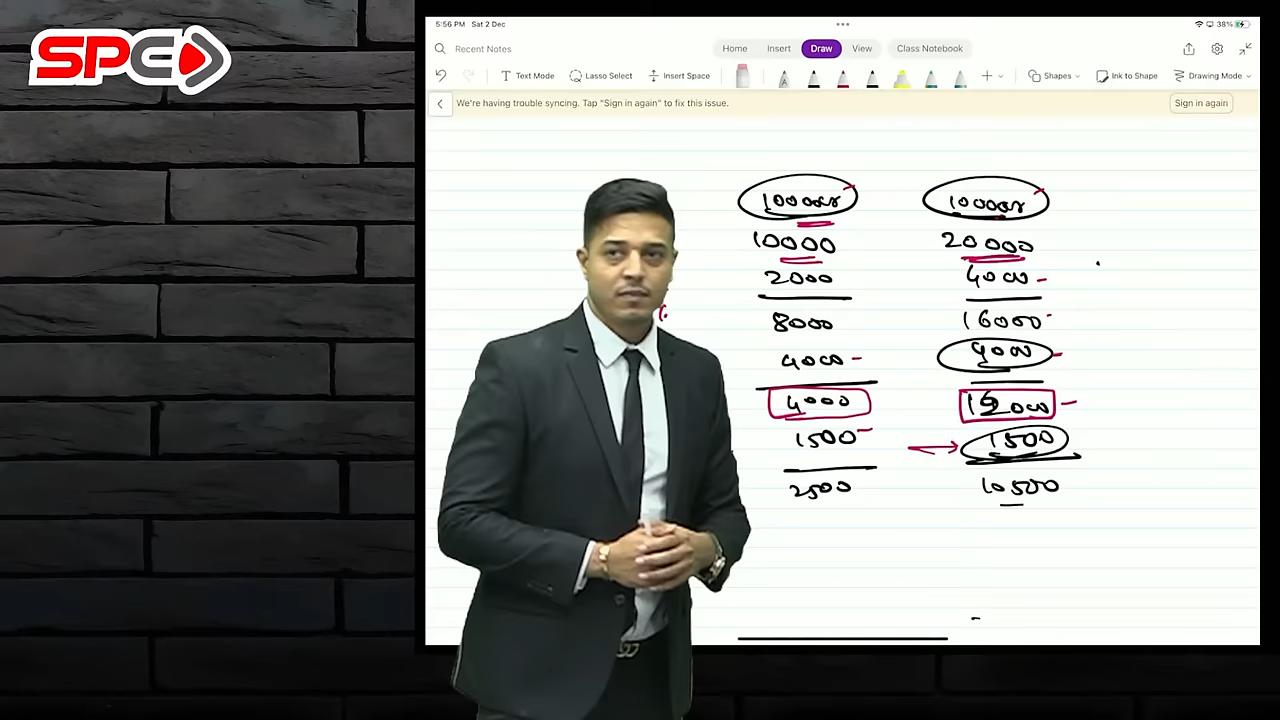 SPC
5:56 PM Sat 2 Dec
38%
Recent Notes
Home Insert Draw View Class Notebook
Text Mode Lasso Select Insert Space Shapes Ink to Shape Drawing Mode
We're having trouble syncing. Tap "Sign in again" to fix this issue.
Sign in again
10000 20000
2000 4000
8000 16000
4000 4000
4000 12000
1500 1500
2500 10500